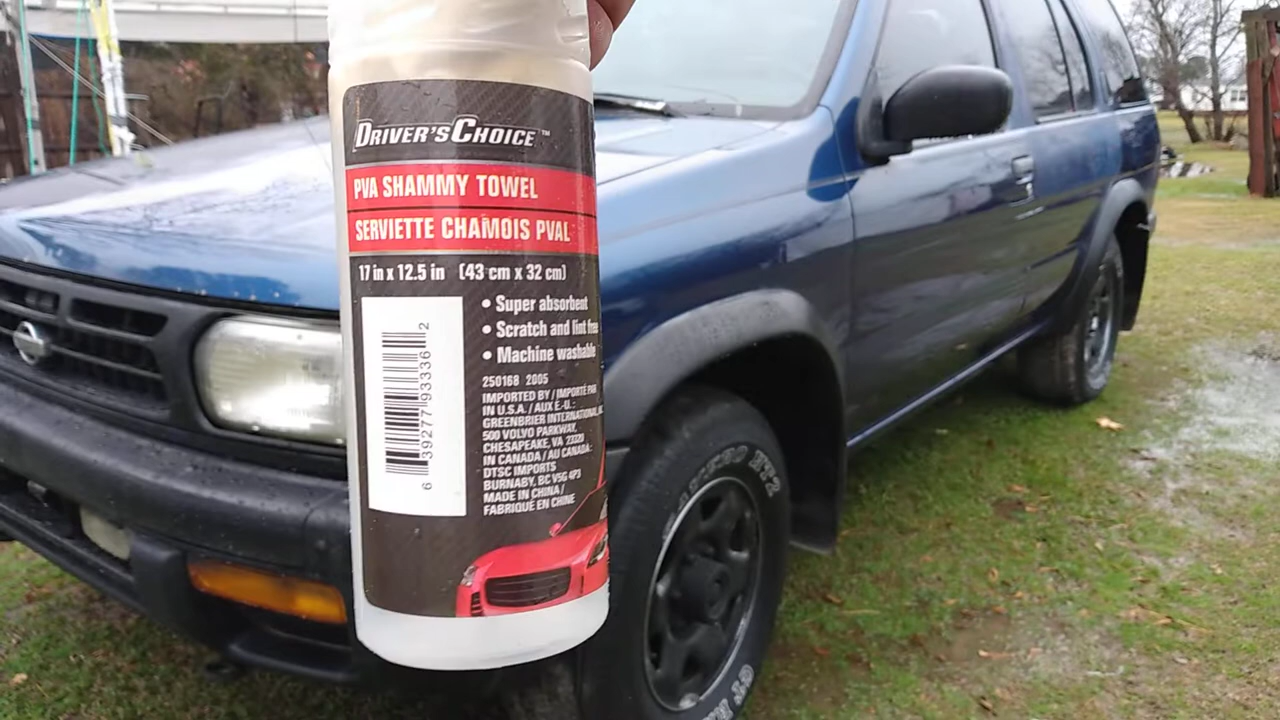 DRIVER'S CHOICE™
PVA SHAMMY TOWEL
SERVIETTE CHAMOIS PVAL
17 in x 12.5 in (43 cm x 32 cm)
• Super absorbent
• Scratch and lint free
• Machine washable
250168 2005
IMPORTED BY / IMPORTÉ PAR
IN U.S.A. / AUX É.-U.:
GREENBRIER INTERNATIONAL,
500 VOLVO PARKWAY,
CHESAPEAKE, VA 23320
IN CANADA / AU CANADA:
DTSC IMPORTS
BURNABY, BC V5G 4P3
MADE IN CHINA /
FABRIQUÉ EN CHINE
6 39277 93336 2